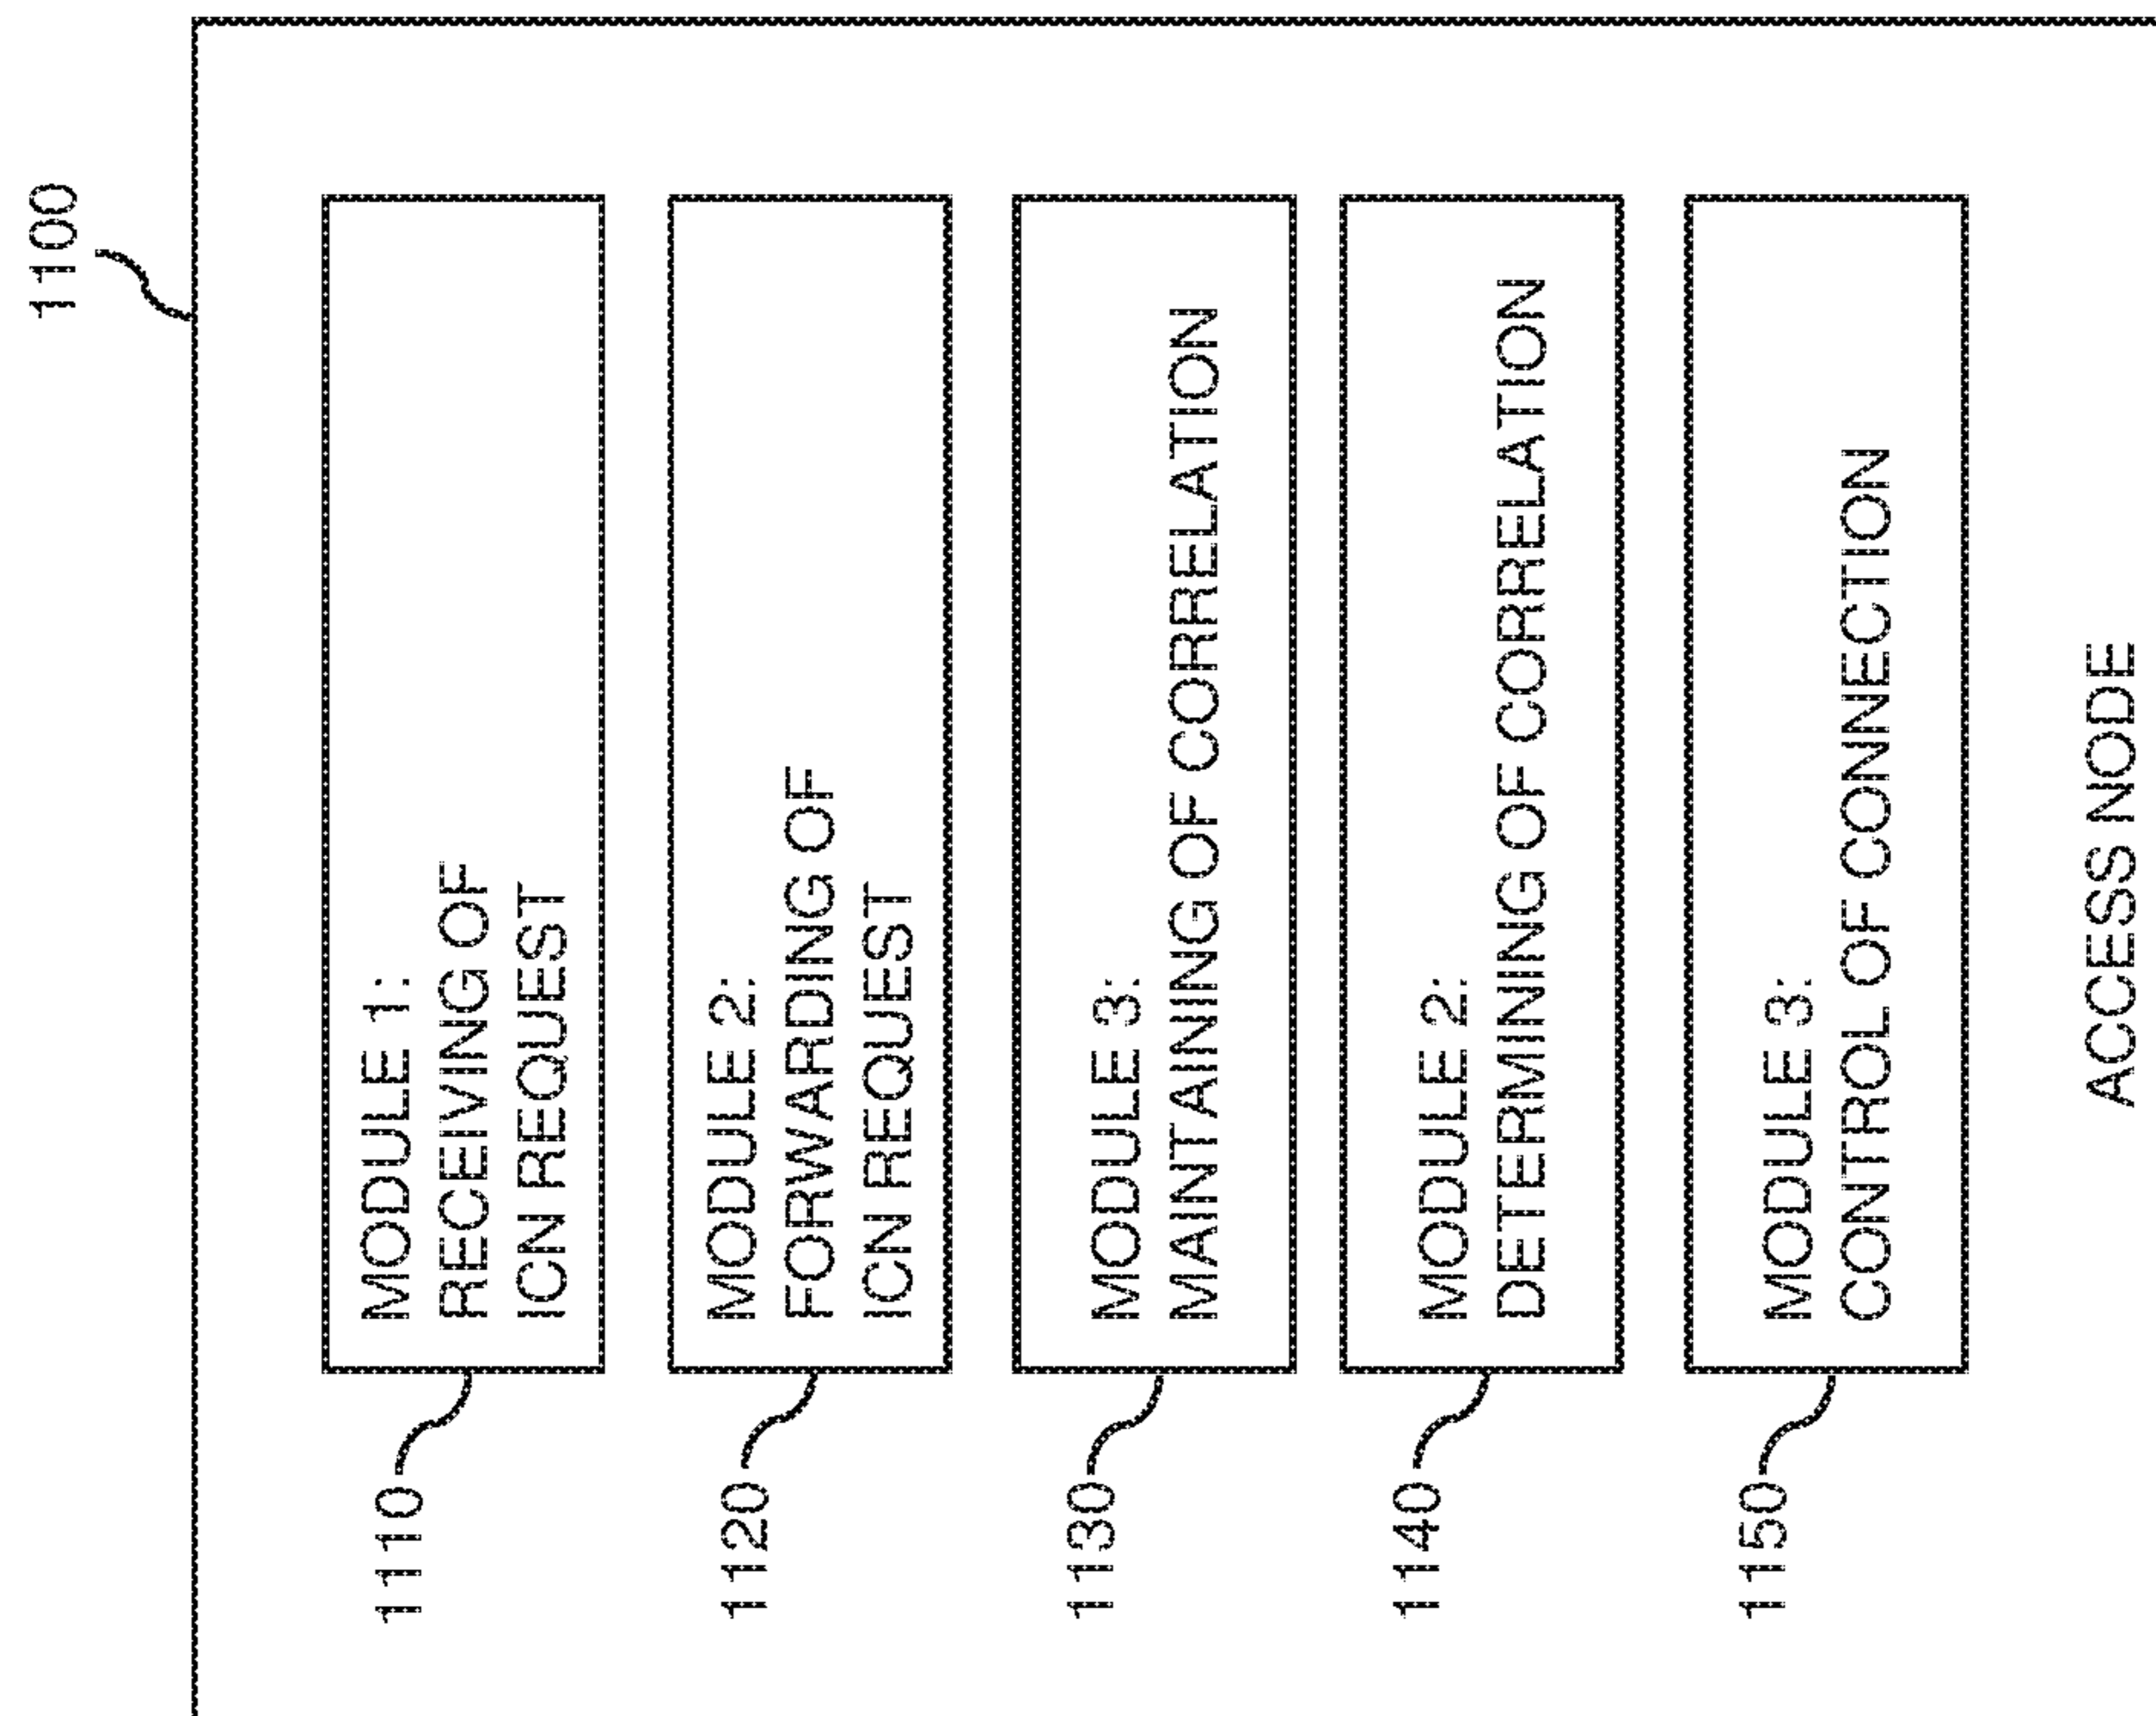 1100
1110
MODULE 1:
RECEIVING OF
ICN REQUEST
1120
MODULE 2:
FORWARDING OF
ICN REQUEST
1130
MODULE 3:
MAINTAINING OF CORRELATION
1140
MODULE 2:
DETERMINING OF CORRELATION
1150
MODULE 3:
CONTROL OF CONNECTION
ACCESS NODE